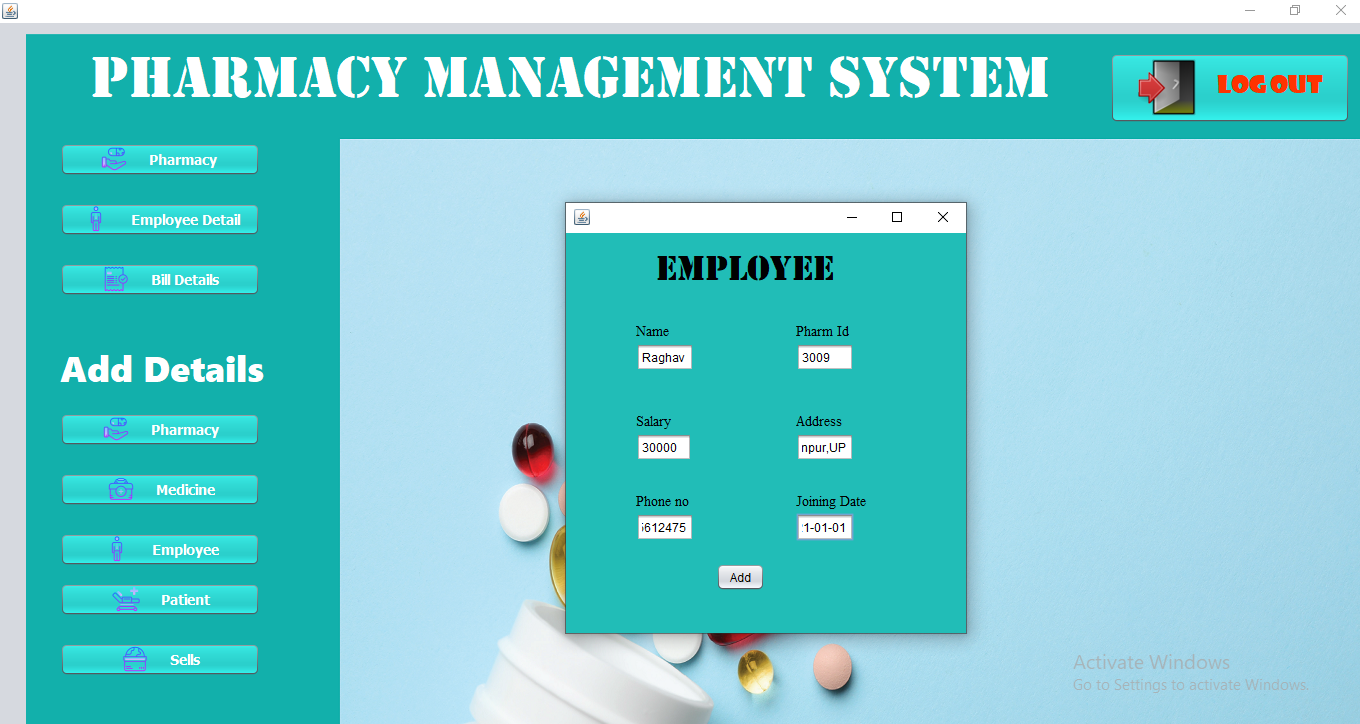 PHARMACY MANAGEMENT SYSTEM
LOG OUT
Pharmacy
Employee Detail
Bill Details
Add Details
Pharmacy
Medicine
Employee
Patient
Sells
EMPLOYEE
Name
Pharm Id
Raghav
3009
Salary
Address
30000
npur,UP
Phone no
Joining Date
612475
1-01-01
Add
Activate Windows
Go to Settings to activate Windows.